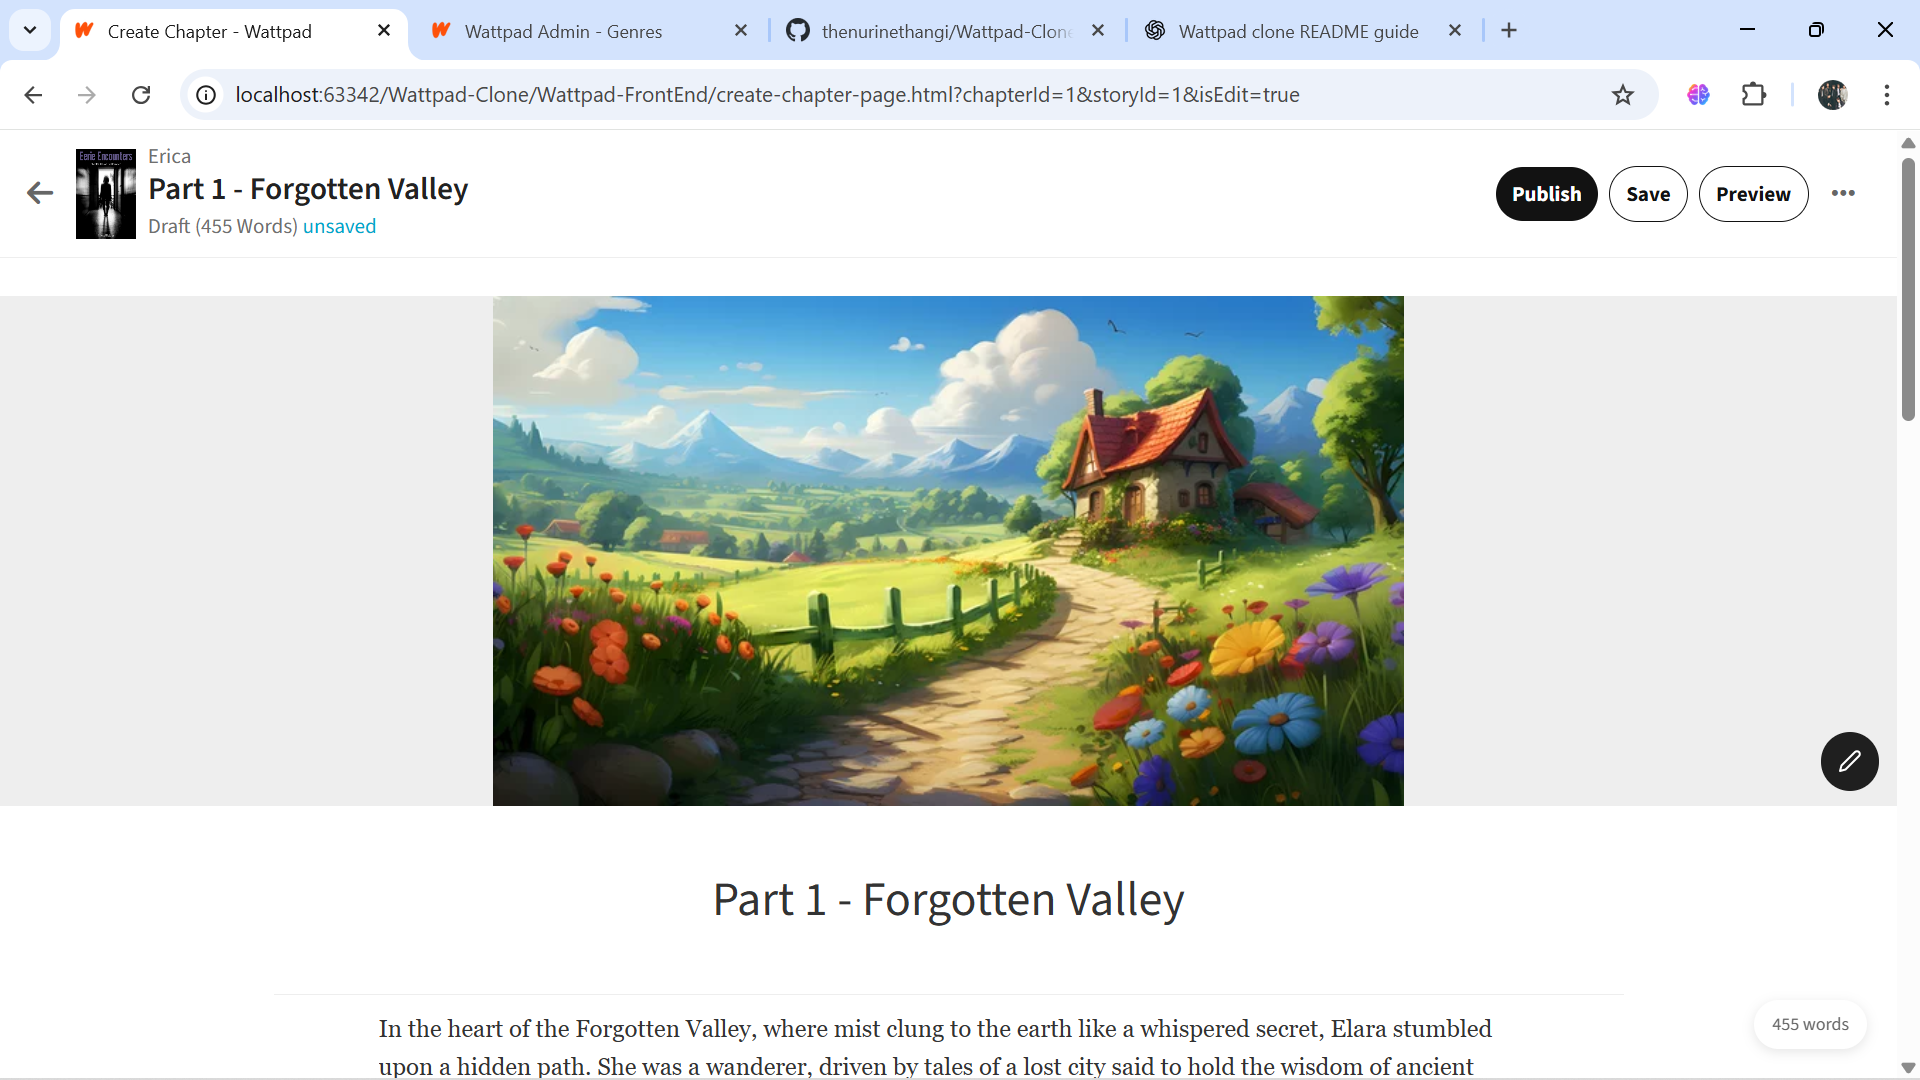 Create Chapter - Wattpad
Wattpad Admin - Genres
thenurinethangi/Wattpad-Clone
Wattpad clone README guide
localhost:63342/Wattpad-Clone/Wattpad-FrontEnd/create-chapter-page.html?chapterId=1&storyId=1&isEdit=true
Eerie Encounters
Erica
Part 1 - Forgotten Valley
Draft (455 Words) unsaved
Publish
Save
Preview
Part 1 - Forgotten Valley
In the heart of the Forgotten Valley, where mist clung to the earth like a whispered secret, Elara stumbled
upon a hidden path. She was a wanderer, driven by tales of a lost city said to hold the wisdom of ancient
455 words